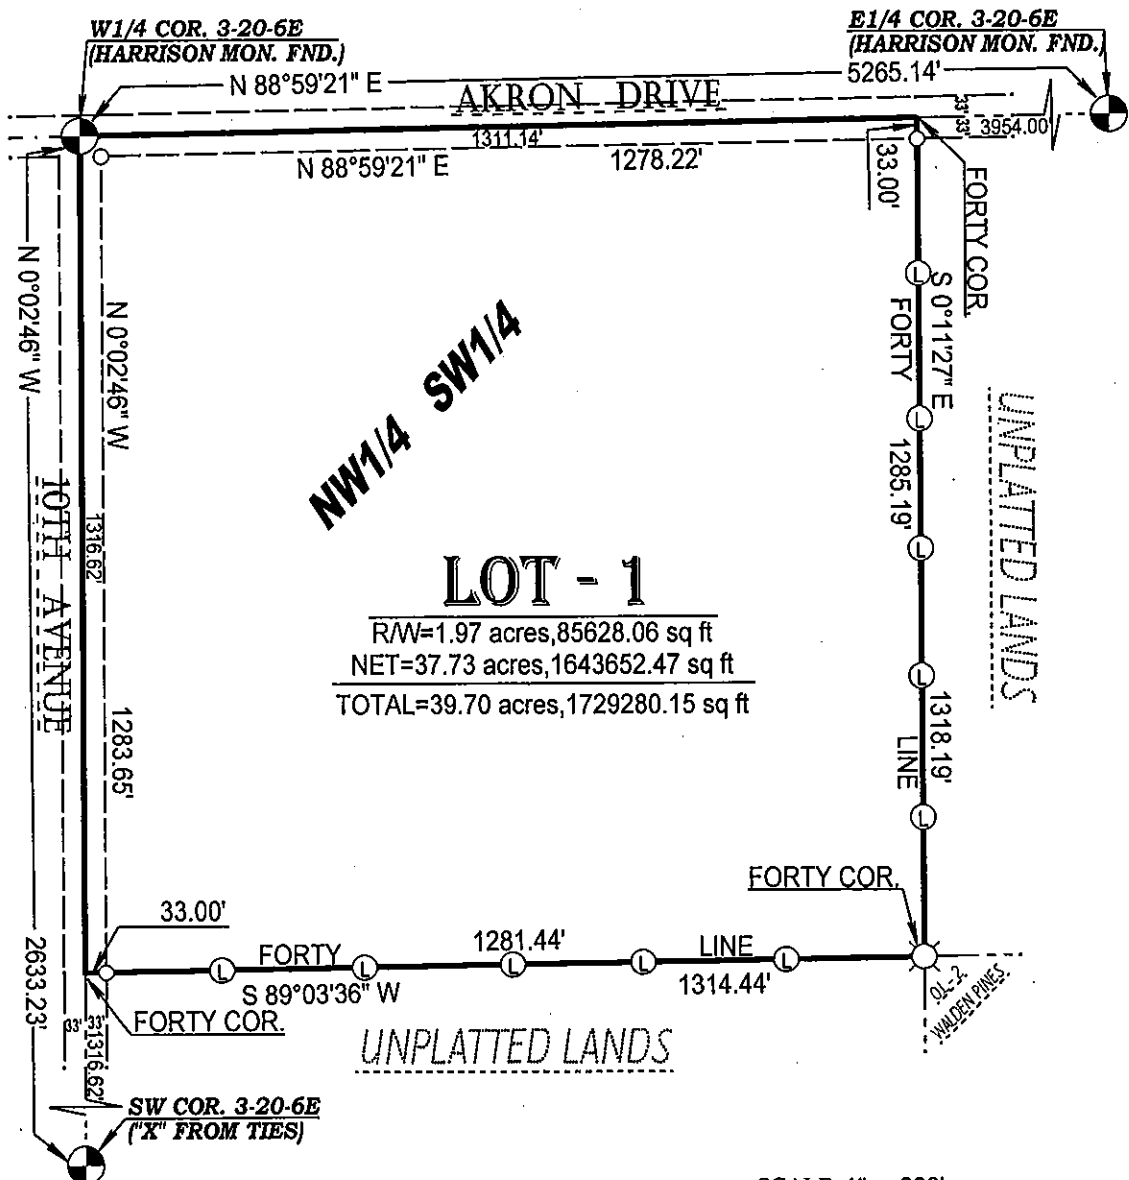 W1/4 COR. 3-20-6E
(HARRISON MON. FND.)
E1/4 COR. 3-20-6E
(HARRISON MON. FND.)
N 88°59'21" E
5265.14'
AKRON DRIVE
33'
33'
3954.00'
1311.14'
N 88°59'21" E
1278.22'
33.00'
FORTY COR.
N 0°02'46" W
N 0°02'46" W
S 0°11'27" E
FORTY
L
L
1285.19'
UNPLATTED LANDS
NW1/4 SW1/4
10TH AVENUE
1316.62'
L
LOT - 1
R/W=1.97 acres,85628.06 sq ft
NET=37.73 acres,1643652.47 sq ft
TOTAL=39.70 acres,1729280.15 sq ft
L
1318.19'
LINE
1283.65'
L
FORTY COR.
33.00'
FORTY
1281.44'
LINE
L
L
L
L
L
S 89°03'36" W
1314.44'
2633.23'
FORTY COR.
33'
33'
1316.62'
UNPLATTED LANDS
OL-2
WALDEN PINES
SW COR. 3-20-6E
("X" FROM TIES)